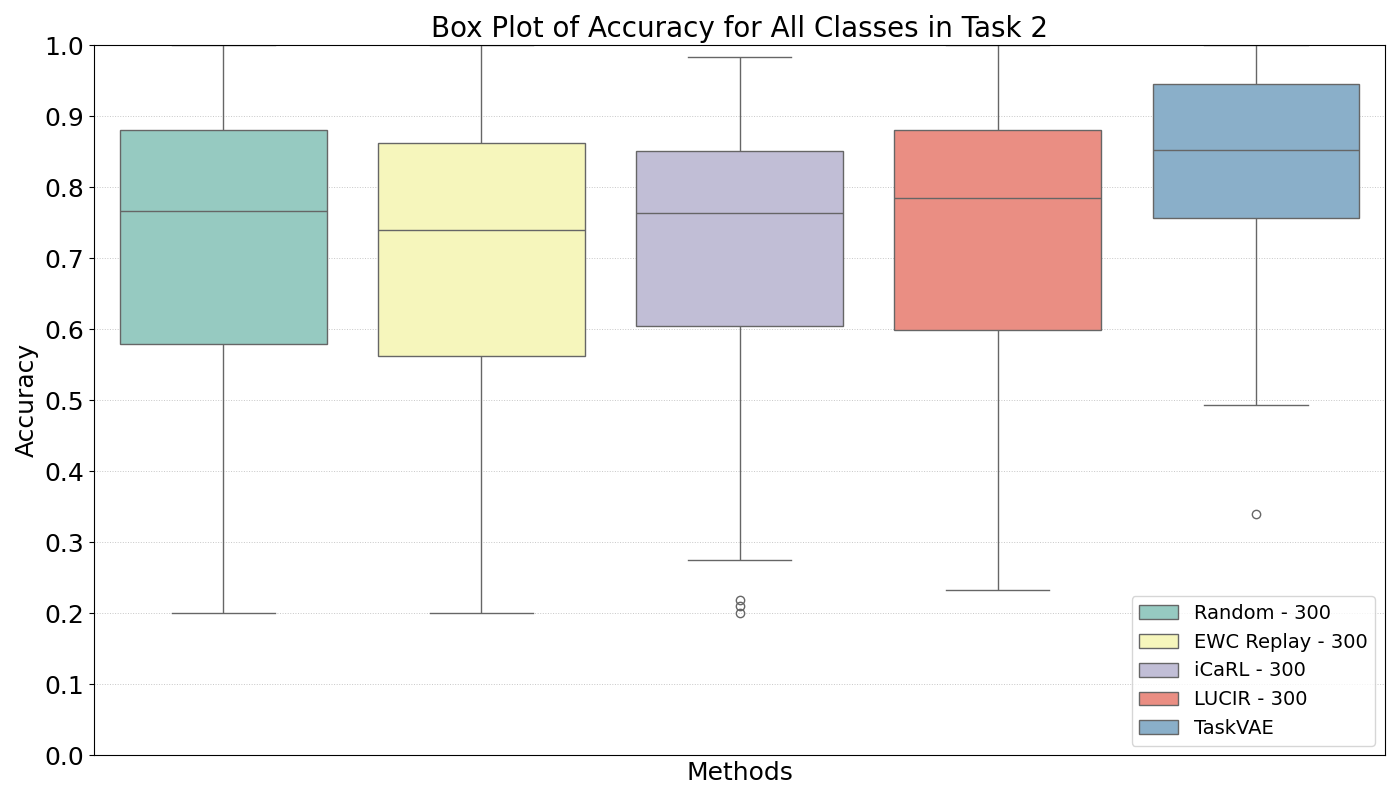 Box Plot of Accuracy for All Classes in Task 2
1.0
0.9
0.8
0.7
0.6
0.5
0.4
0.3
0.2
0.1
0.0
Accuracy
Methods
Random - 300
EWC Replay - 300
iCaRL - 300
LUCIR - 300
TaskVAE